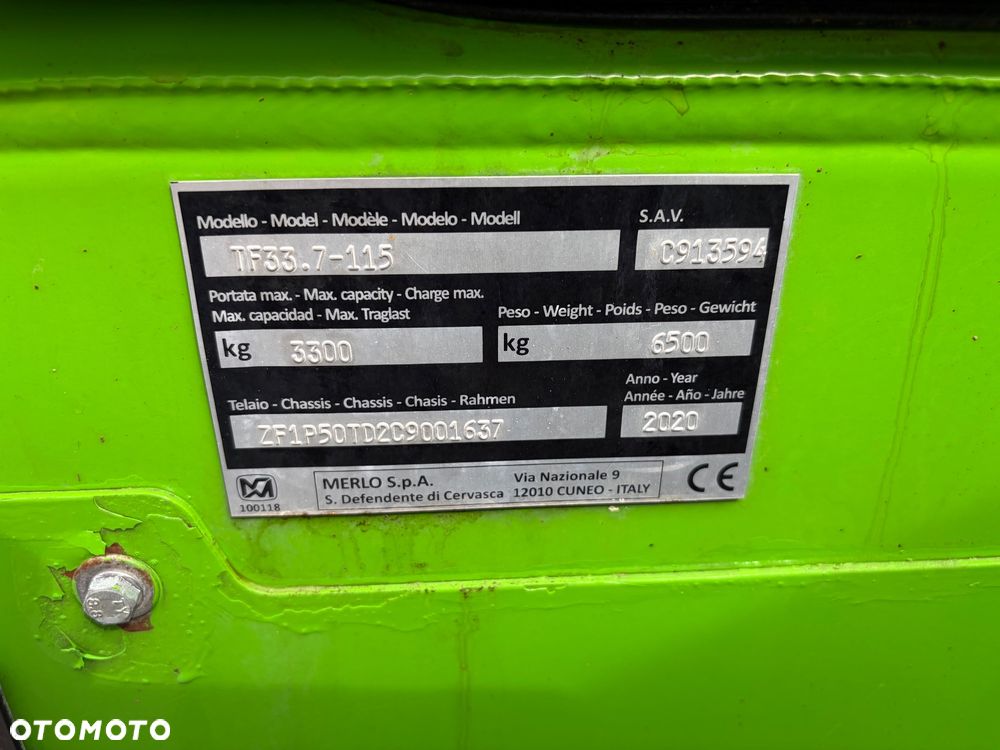 Modello - Model - Modèle - Modelo - Modell
S.A.V.
TF33.7-115
C913594
Portata max. - Max. capacity - Charge max.
Max. capacidad - Max. Traglast
Peso - Weight - Poids - Peso - Gewicht
kg 3300
kg 6500
Telaio - Chassis - Chassis - Chasis - Rahmen
Anno - Year
Année - Año - Jahre
ZF1P50TD2C9001637
2020
MERLO S.p.A.
Via Nazionale 9
S. Defendente di Cervasca
12010 CUNEO - ITALY
CE
100118
8.8
OTOMOTO